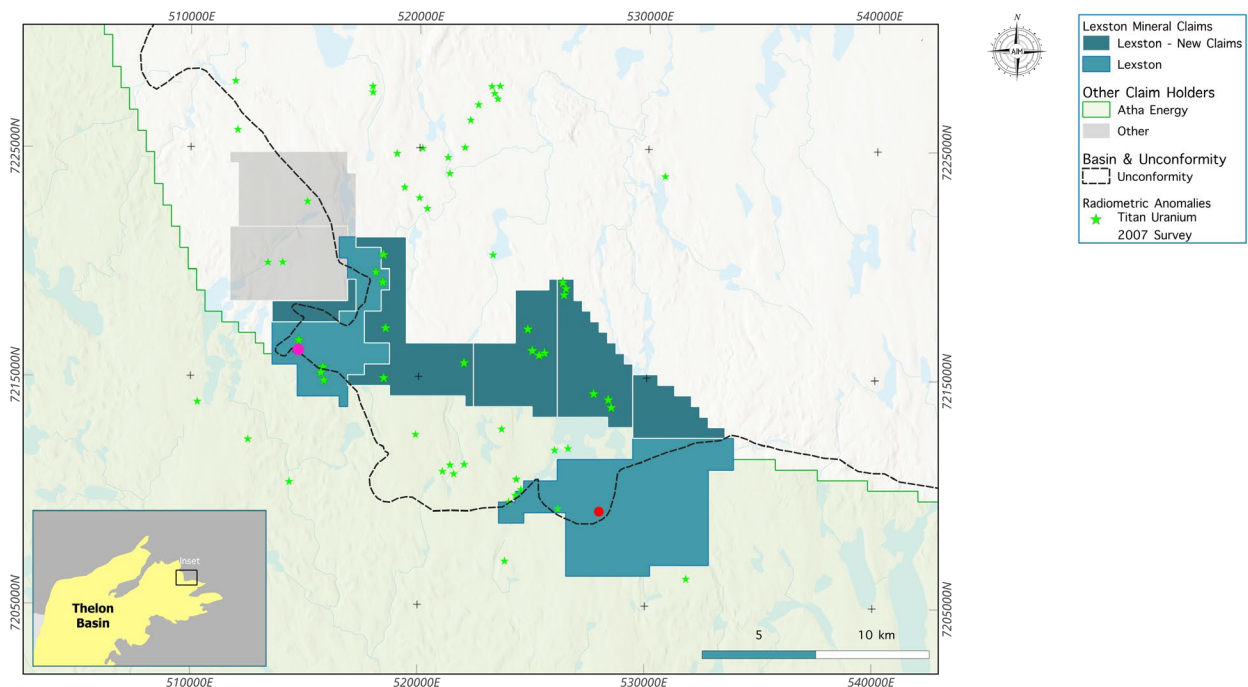 510000E
520000E
530000E
540000E
N
AIM
Lexston Mineral Claims
Lexston - New Claims
Lexston
Other Claim Holders
Atha Energy
Other
Basin & Unconformity
Unconformity
Radiometric Anomalies
Titan Uranium
2007 Survey
7225000N
7225000N
7215000N
7215000N
7205000N
7205000N
Inset
Thelon
Basin
5
10 km
510000E
520000E
530000E
540000E